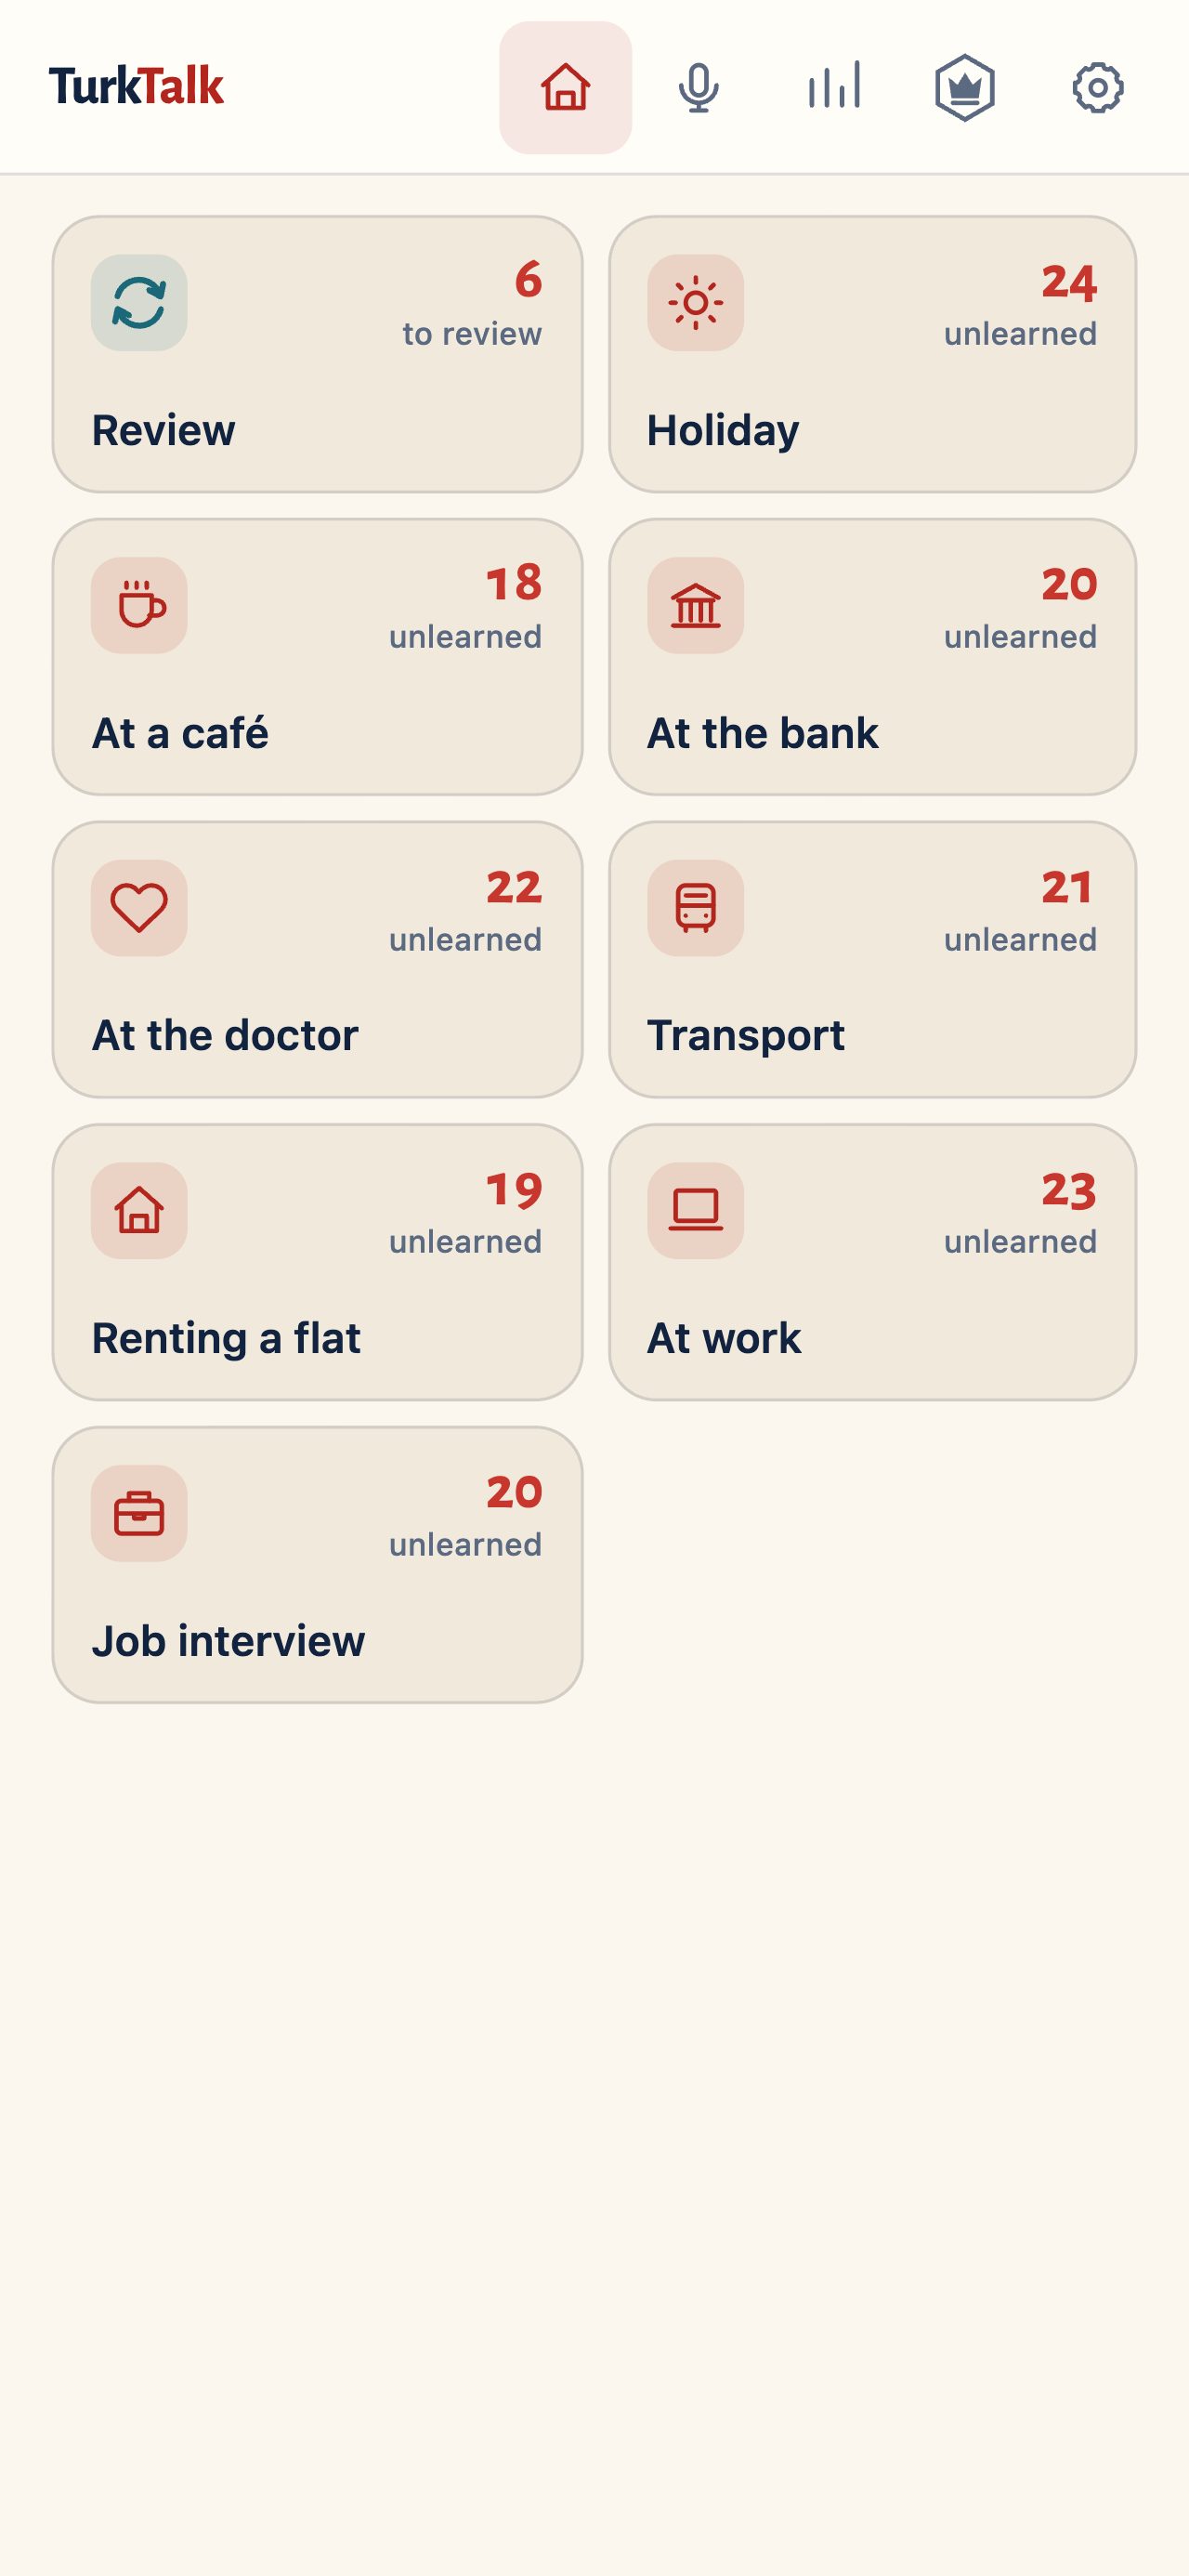 TurkTalk
6
to review
Review
24
unlearned
Holiday
18
unlearned
At a café
20
unlearned
At the bank
22
unlearned
At the doctor
21
unlearned
Transport
19
unlearned
Renting a flat
23
unlearned
At work
20
unlearned
Job interview